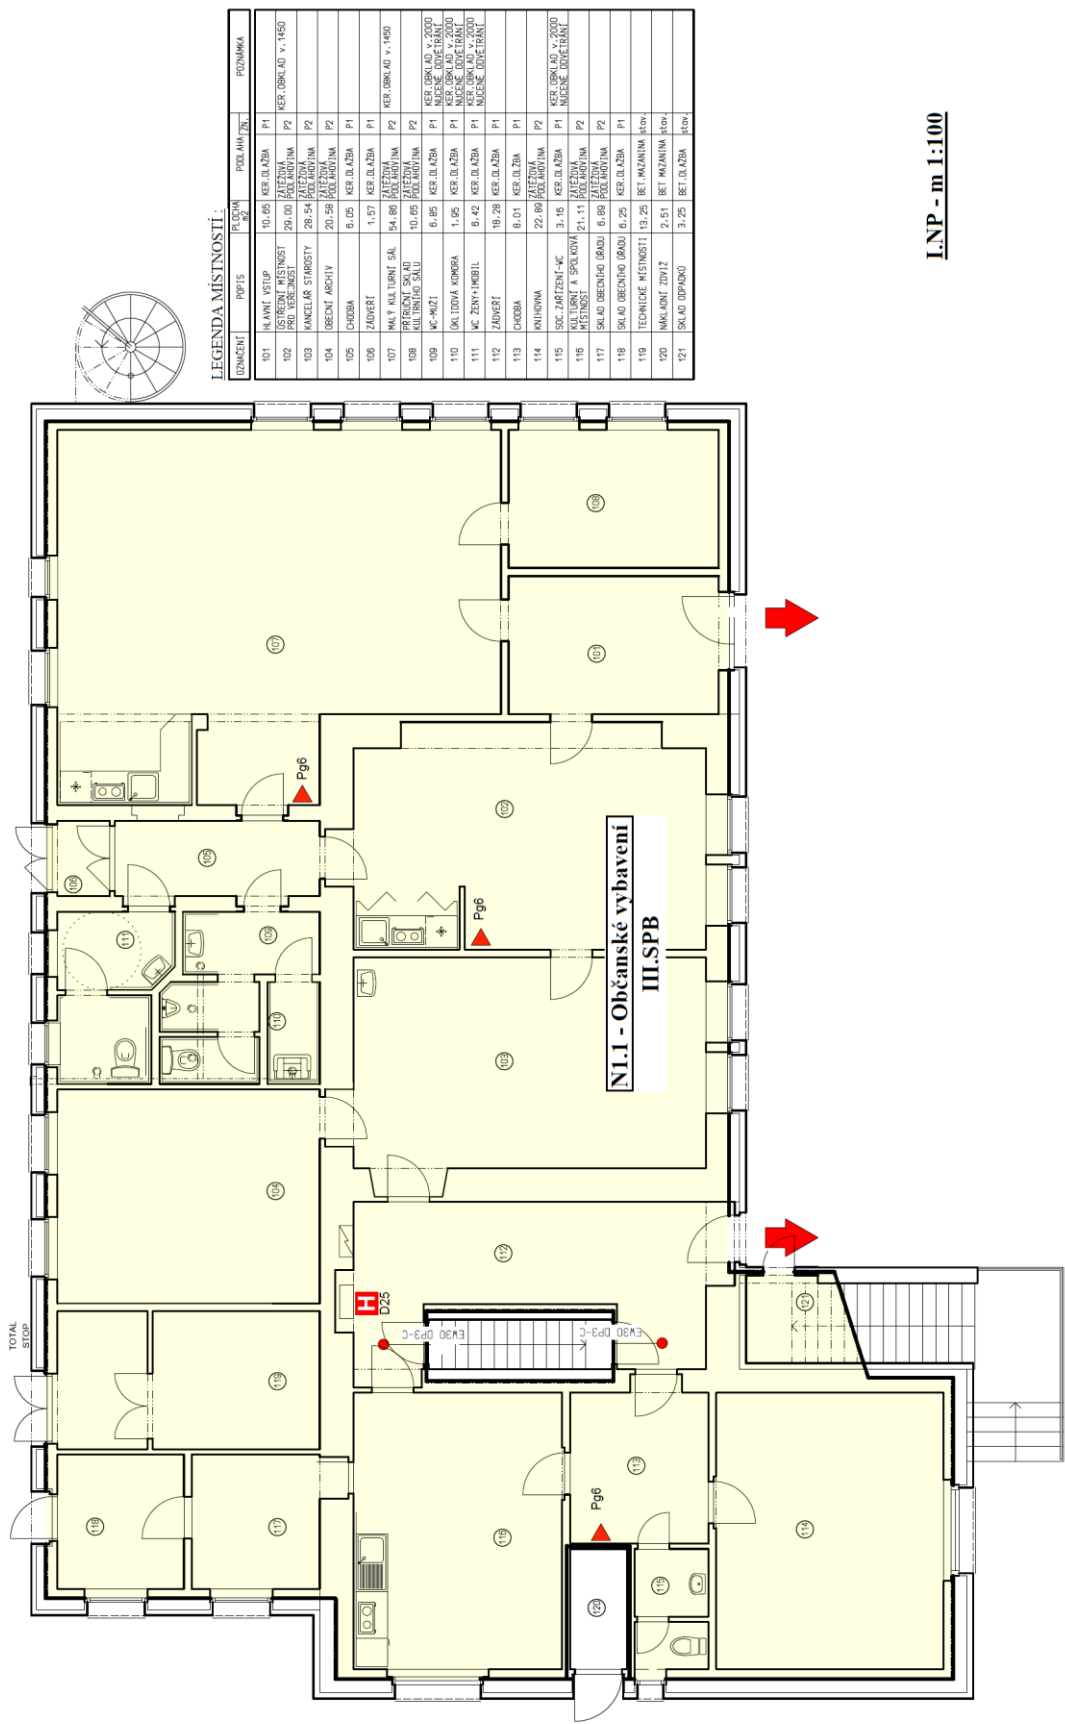 LEGENDA MÍSTNOSTÍ :
OZNAČENÍ POPIS PLOCHA m2 PODLAHA ZN. POZNÁMKA
101 HLAVNÍ VSTUP 10,65 KER.DLAŽBA P1
102 ÚSTŘEDNÍ MÍSTNOST PRO VEŘEJNOST 29,00 ZÁTĚŽOVÁ PODLAHOVINA P2 KER.OBKLAD v.1450
103 KANCELÁŘ STAROSTY 28,54 ZÁTĚŽOVÁ PODLAHOVINA P2
104 OBECNÍ ARCHIV 20,58 ZÁTĚŽOVÁ PODLAHOVINA P2
105 CHODBA 6,05 KER.DLAŽBA P1
106 ZÁDVEŘÍ 1,57 KER.DLAŽBA P1
107 MALÝ KULTURNÍ SÁL 54,86 ZÁTĚŽOVÁ PODLAHOVINA P2 KER.OBKLAD v.1450
108 PŘÍRUČNÍ SKLAD KULTRNÍHO SÁLU 10,65 ZÁTĚŽOVÁ PODLAHOVINA P2
109 WC-MUŽI 6,85 KER.DLAŽBA P1 KER.OBKLAD v.2000 NUCENÉ ODVĚTRÁNÍ
110 ÚKLIDOVÁ KOMORA 1,95 KER.DLAŽBA P1 KER.OBKLAD v.2000 NUCENÉ ODVĚTRÁNÍ
111 WC ŽENY+IMOBIL 6,42 KER.DLAŽBA P1 KER.OBKLAD v.2000 NUCENÉ ODVĚTRÁNÍ
112 ZÁDVEŘÍ 18,28 KER.DLAŽBA P1
113 CHODBA 8,01 KER.DLŽBA P1
114 KNIHOVNA 22,89 ZÁTĚŽOVÁ PODLAHOVINA P2
115 SOC.ZAŘÍZENÍ-WC 3,16 KER.DLAŽBA P1 KER.OBKLAD v.2000 NUCENÉ ODVĚTRÁNÍ
116 KULTURNÍ A SPOLKOVÁ MÍSTNOST 21,11 ZÁTĚŽOVÁ PODLAHOVINA P2
117 SKLAD OBECNÍHO ÚŘADU 6,89 ZÁTĚŽOVÁ PODLAHOVINA P2
118 SKLAD OBECNÍHO ÚŘADU 6,25 KER.DLAŽBA P1
119 TECHNICKÉ MÍSTNOSTI 13,25 BET.MAZANINA stáv.
120 NÁKLADNÍ ZDVIŽ 2,51 BET MAZANINA stáv.
121 SKLAD ODPADKŮ 3,25 BET.DLAŽBA stáv.
I.NP - m 1:100
108
107
101
Pg6
102
105
106
Pg6
111
109
110
N1.1 - Občanské vybavení
III.SPB
103
104
112
H
D25
121
EW30 DP3-C
EW30 DP3-C
TOTAL
STOP
119
113
118
117
116
Pg6
114
115
120